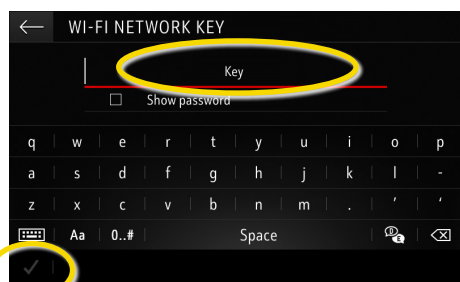 WI-FI NETWORK KEY
Key
Show password
q w e r t y u i o p
a s d f g h j k l -
z x c v b n m . ' '
Aa 0..# Space